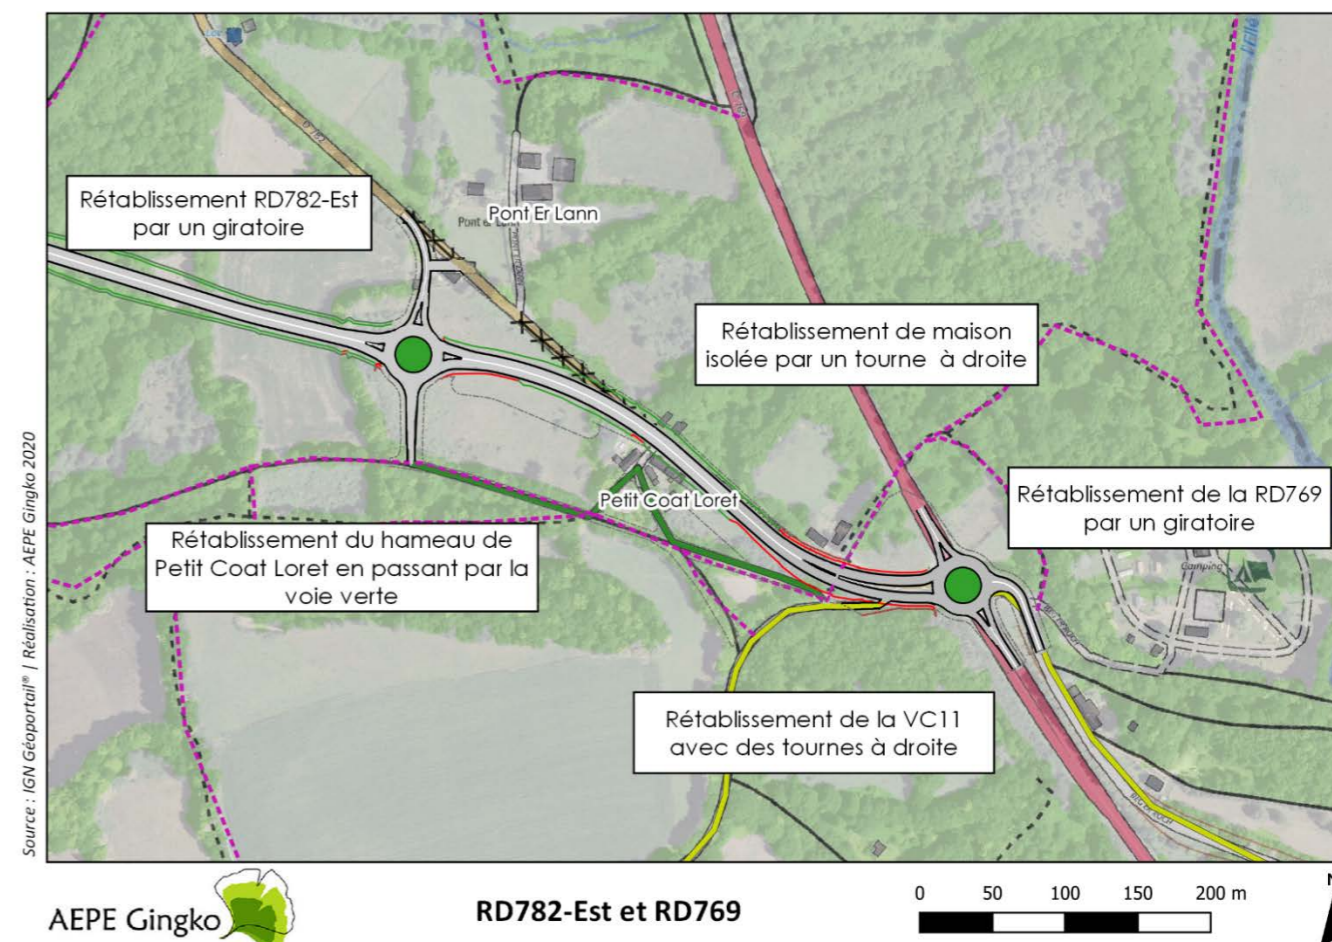 Rétablissement RD782-Est
par un giratoire
D 782
Pont Er Lann
Rétablissement de maison
isolée par un tourne à droite
Rétablissement de la RD769
par un giratoire
Petit Coat Loret
Rétablissement du hameau de
Petit Coat Loret en passant par la
voie verte
Camping
Rétablissement de la VC11
avec des tournes à droite
Source : IGN Géoportail® | Réalisation : AEPE Gingko 2020
AEPE Gingko
RD782-Est et RD769
0 50 100 150 200 m